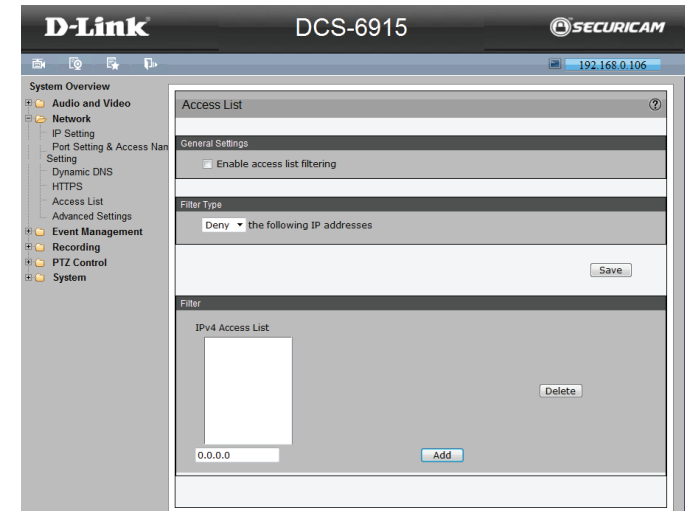 D-Link
DCS-6915
SECURICAM
192.168.0.106
System Overview
Audio and Video
Network
IP Setting
Port Setting & Access Nan
Setting
Dynamic DNS
HTTPS
Access List
Advanced Settings
Event Management
Recording
PTZ Control
System
Access List
?
General Settings
Enable access list filtering
Filter Type
Deny the following IP addresses
Save
Filter
IPv4 Access List
Delete
0.0.0.0
Add